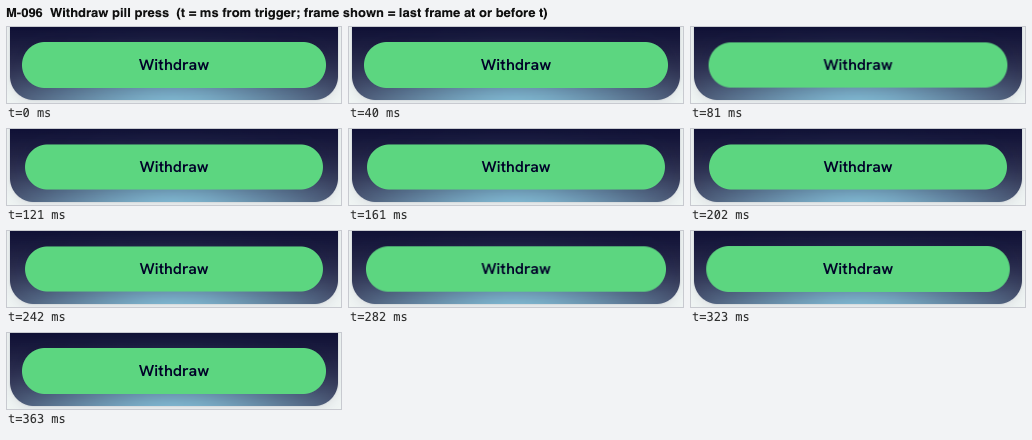 M-096 Withdraw pill press (t = ms from trigger; frame shown = last frame at or before t)
Withdraw Withdraw Withdraw
t=0 ms t=40 ms t=81 ms
Withdraw Withdraw Withdraw
t=121 ms t=161 ms t=202 ms
Withdraw Withdraw Withdraw
t=242 ms t=282 ms t=323 ms
Withdraw
t=363 ms